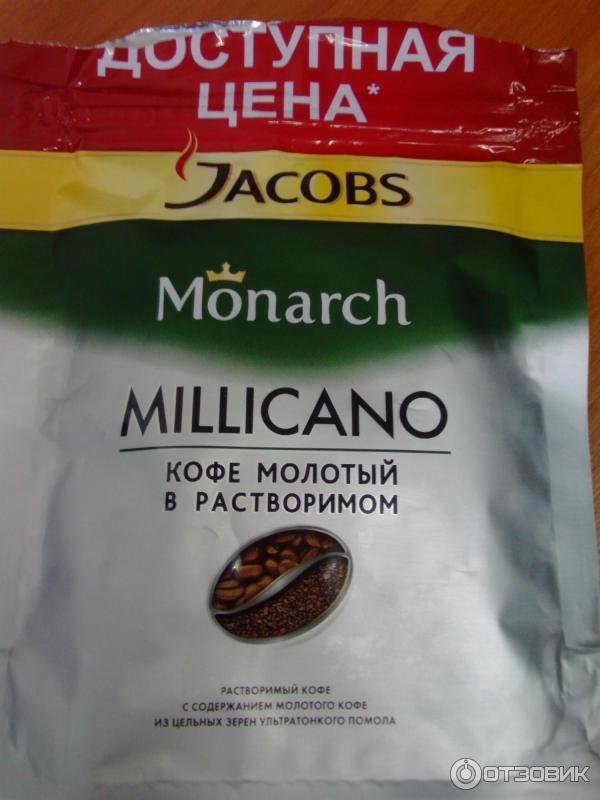 ДОСТУПНАЯ
ЦЕНА*
JACOBS
Monarch
MILLICANO
КОФЕ МОЛОТЫЙ
В РАСТВОРИМОМ
РАСТВОРИМЫЙ КОФЕ
С СОДЕРЖАНИЕМ МОЛОТОГО КОФЕ
ИЗ ЦЕЛЬНЫХ ЗЕРЕН УЛЬТРАТОНКОГО ПОМОЛА
ОТЗОВИК